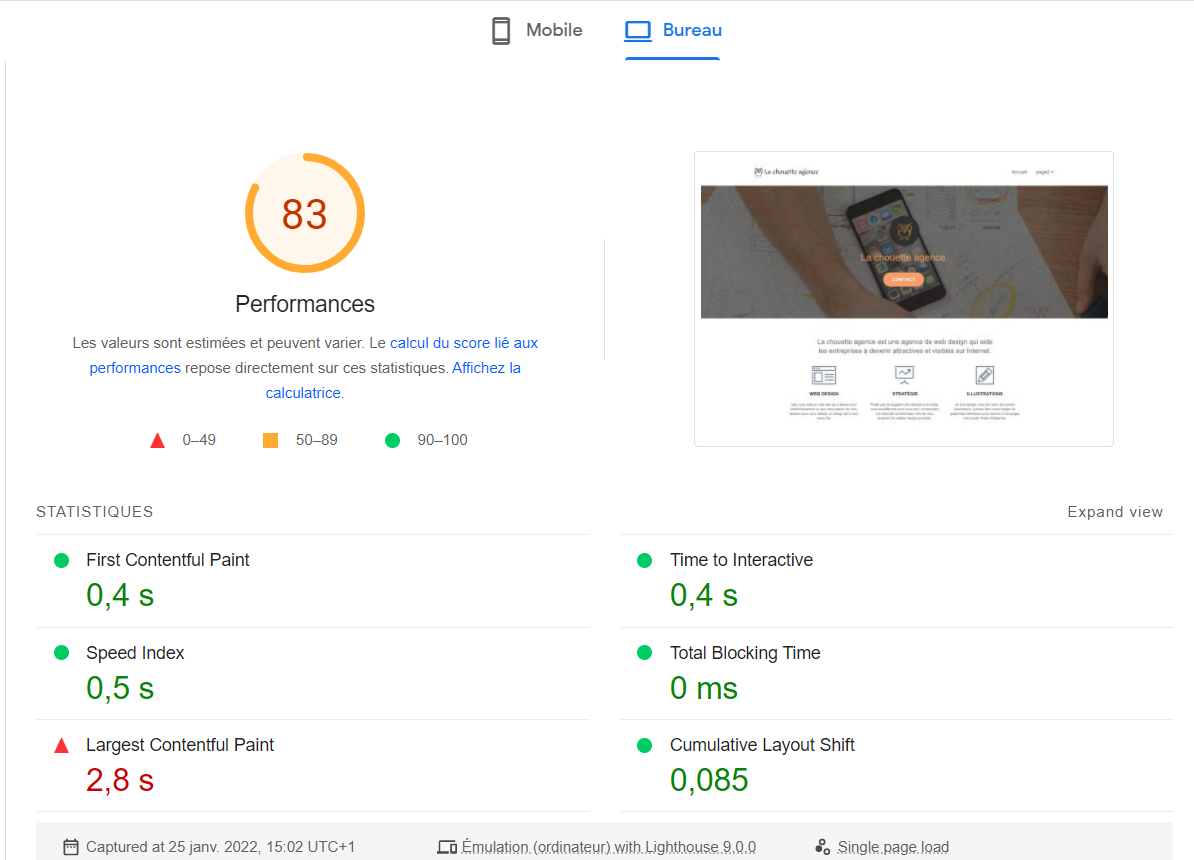 Mobile
Bureau
83
Performances
Les valeurs sont estimées et peuvent varier. Le calcul du score lié aux
performances repose directement sur ces statistiques. Affichez la
calculatrice.
0–49
50–89
90–100
La chouette agence
Accueil
page2
La chouette agence.
CONTACT
La chouette agence est une agence de web design qui aide
les entreprises à devenir attractives et visibles sur Internet.
WEB DESIGN
STRATÉGIE
ILLUSTRATIONS
STATISTIQUES
Expand view
First Contentful Paint
0,4 s
Time to Interactive
0,4 s
Speed Index
0,5 s
Total Blocking Time
0 ms
Largest Contentful Paint
2,8 s
Cumulative Layout Shift
0,085
Captured at 25 janv. 2022, 15:02 UTC+1
Émulation (ordinateur) with Lighthouse 9.0.0
Single page load